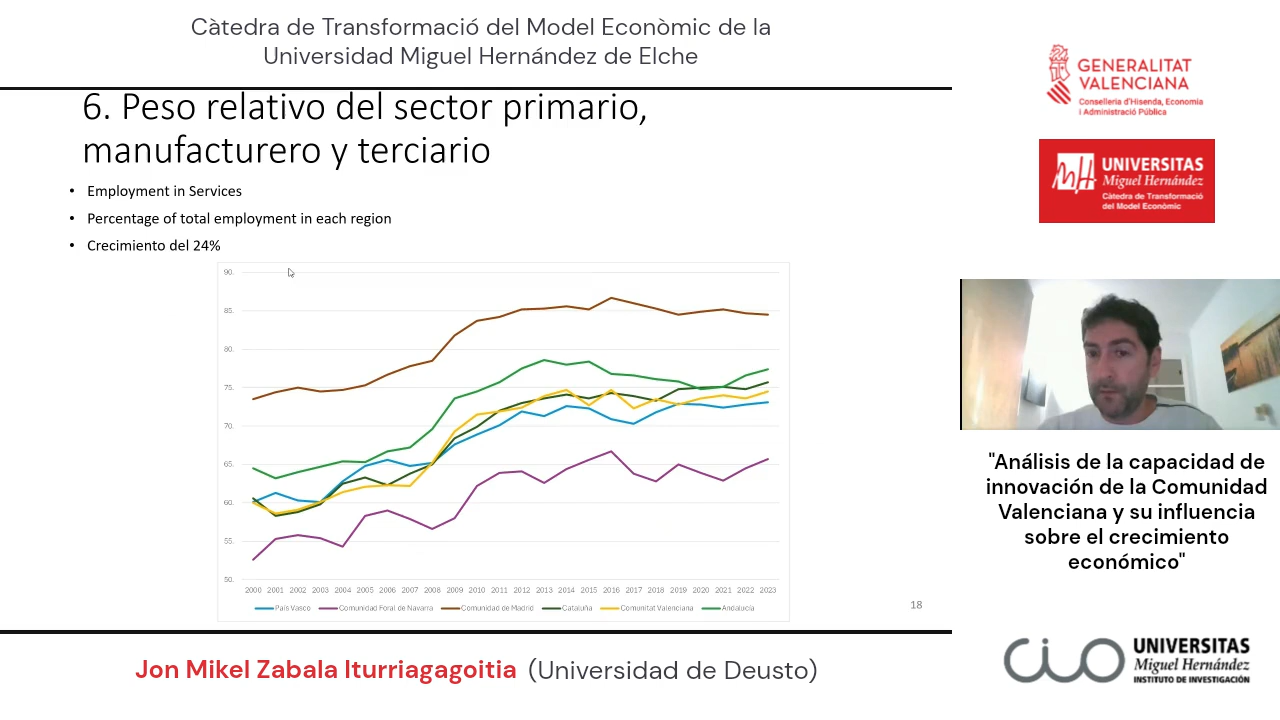 Càtedra de Transformació del Model Econòmic de la
Universidad Miguel Hernández de Elche
6. Peso relativo del sector primario,
manufacturero y terciario
• Employment in Services
• Percentage of total employment in each region
• Crecimiento del 24%
90.
85.
80.
75.
70.
65.
60.
55.
50.
2000 2001 2002 2003 2004 2005 2006 2007 2008 2009 2010 2011 2012 2013 2014 2015 2016 2017 2018 2019 2020 2021 2022 2023
País Vasco Comunidad Foral de Navarra Comunidad de Madrid Cataluña Comunitat Valenciana Andalucía
18
Jon Mikel Zabala Iturriagagoitia (Universidad de Deusto)
GENERALITAT
VALENCIANA
Conselleria d'Hisenda, Economia
i Administració Pública
UNIVERSITAS
Miguel Hernández
Càtedra de Transformació
del Model Econòmic
"Análisis de la capacidad de
innovación de la Comunidad
Valenciana y su influencia
sobre el crecimiento
económico"
CIO
UNIVERSITAS
Miguel Hernández
INSTITUTO DE INVESTIGACIÓN